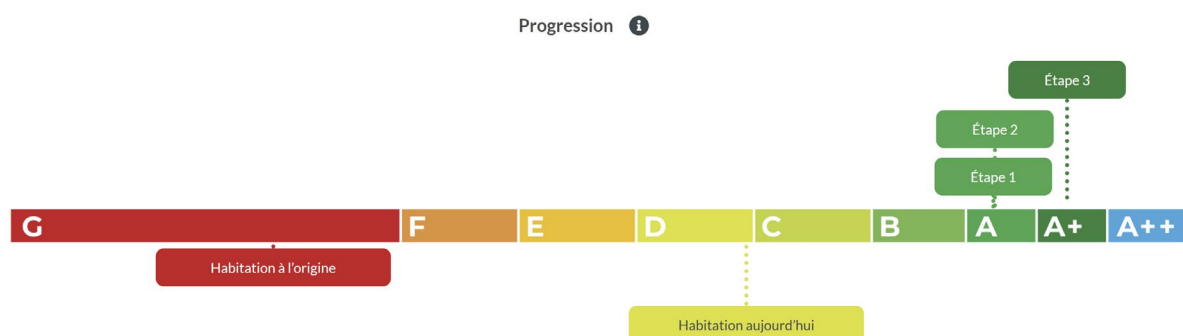 Progression
Étape 3
Étape 2
Étape 1
G F E D C B A A+ A++
Habitation à l'origine
Habitation aujourd'hui